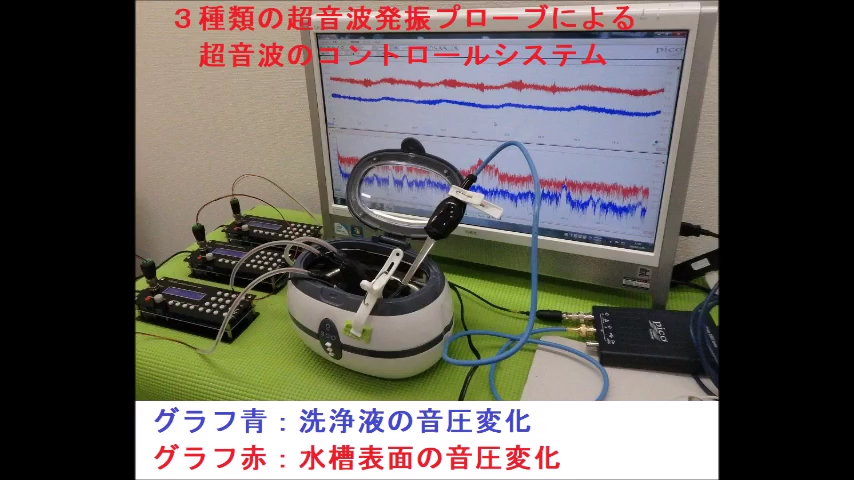 ３種類の超音波発振プローブによる
超音波のコントロールシステム
pico
pico
グラフ青：洗浄液の音圧変化
グラフ赤：水槽表面の音圧変化